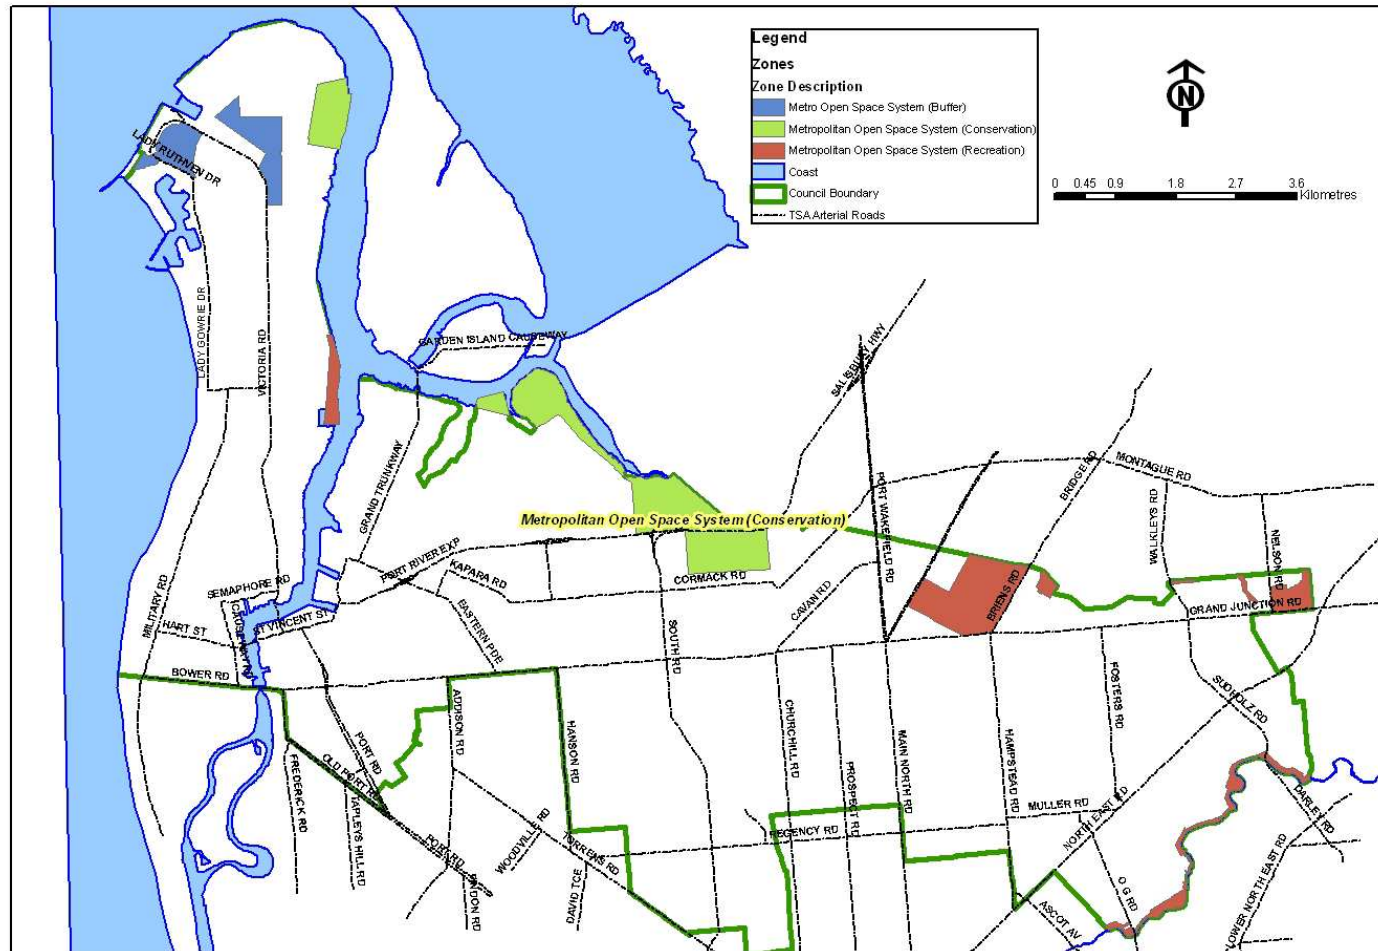 Legend
Zones
Zone Description
Metro Open Space System (Buffer)
Metropolitan Open Space System (Conservation)
Metropolitan Open Space System (Recreation)
Coast
Council Boundary
TSA Arterial Roads
N
0 0.45 0.9 1.8 2.7 3.6
Kilometres
LADY RUTHVEN DR
LADY GOWRIE DR
VICTORIA RD
GARDEN ISLAND CAUSEWAY
SALISBURY HWY
GRAND TRUNKWAY
PORT WAKEFIELD RD
BRIDGE RD
MONTAGUE RD
WALKLEYS RD
NELSON RD
Metropolitan Open Space System (Conservation)
PORT RIVER EXP
KAPARA RD
CORMACK RD
CAVAN RD
BRIENS RD
GRAND JUNCTION RD
MILITARY RD
SEMAPHORE RD
CAUSEWAY RD
HART ST
ST VINCENT ST
EASTERN PDE
SOUTH RD
BOWER RD
ADDISON RD
HANSON RD
CHURCHILL RD
PROSPECT RD
MAIN NORTH RD
HAMPSTEAD RD
FOSTERS RD
SUDHOLZ RD
PORT RD
OLD PORT RD
FREDERICK RD
TAPLEYS HILL RD
PORT RD
WOODVILLE RD
TORRENS RD
DAVID TCE
REGENCY RD
MULLER RD
NORTH EAST RD
DARLEY RD
LOWER NORTH EAST RD
O G RD
ASCOT AV